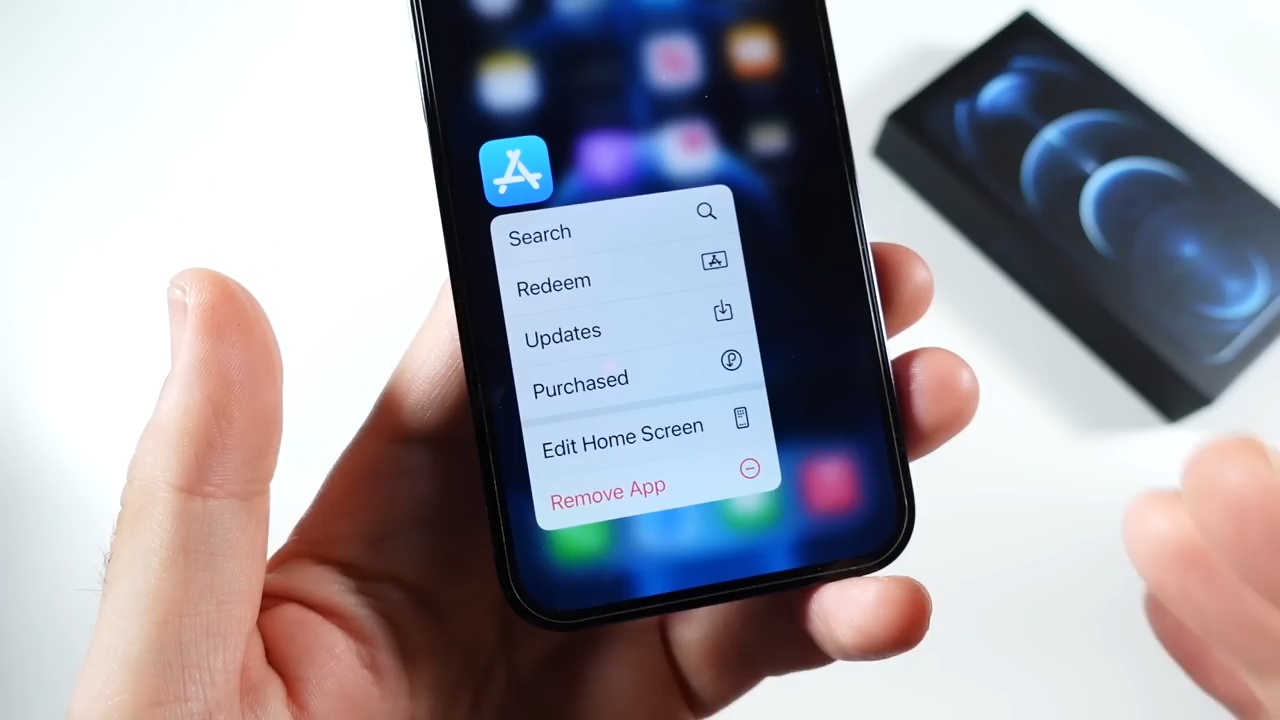 Search
Redeem
Updates
Purchased
Edit Home Screen
Remove App